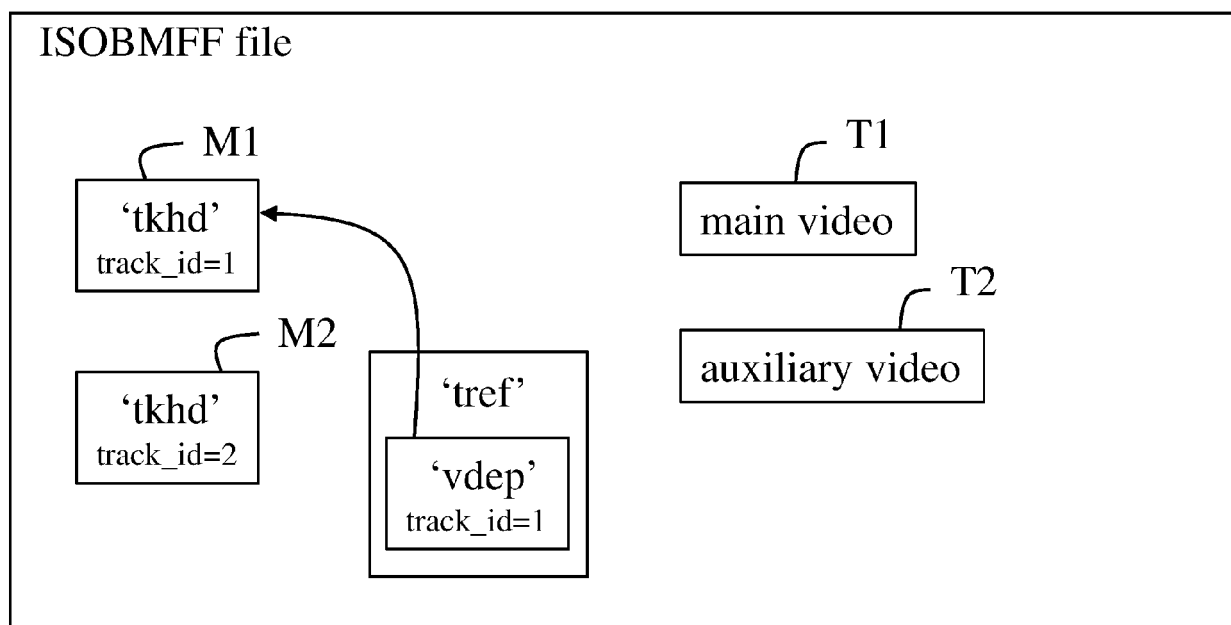 ISOBMFF file
M1
‘tkhd’
track_id=1
M2
‘tkhd’
track_id=2
‘tref’
‘vdep’
track_id=1
T1
main video
T2
auxiliary video